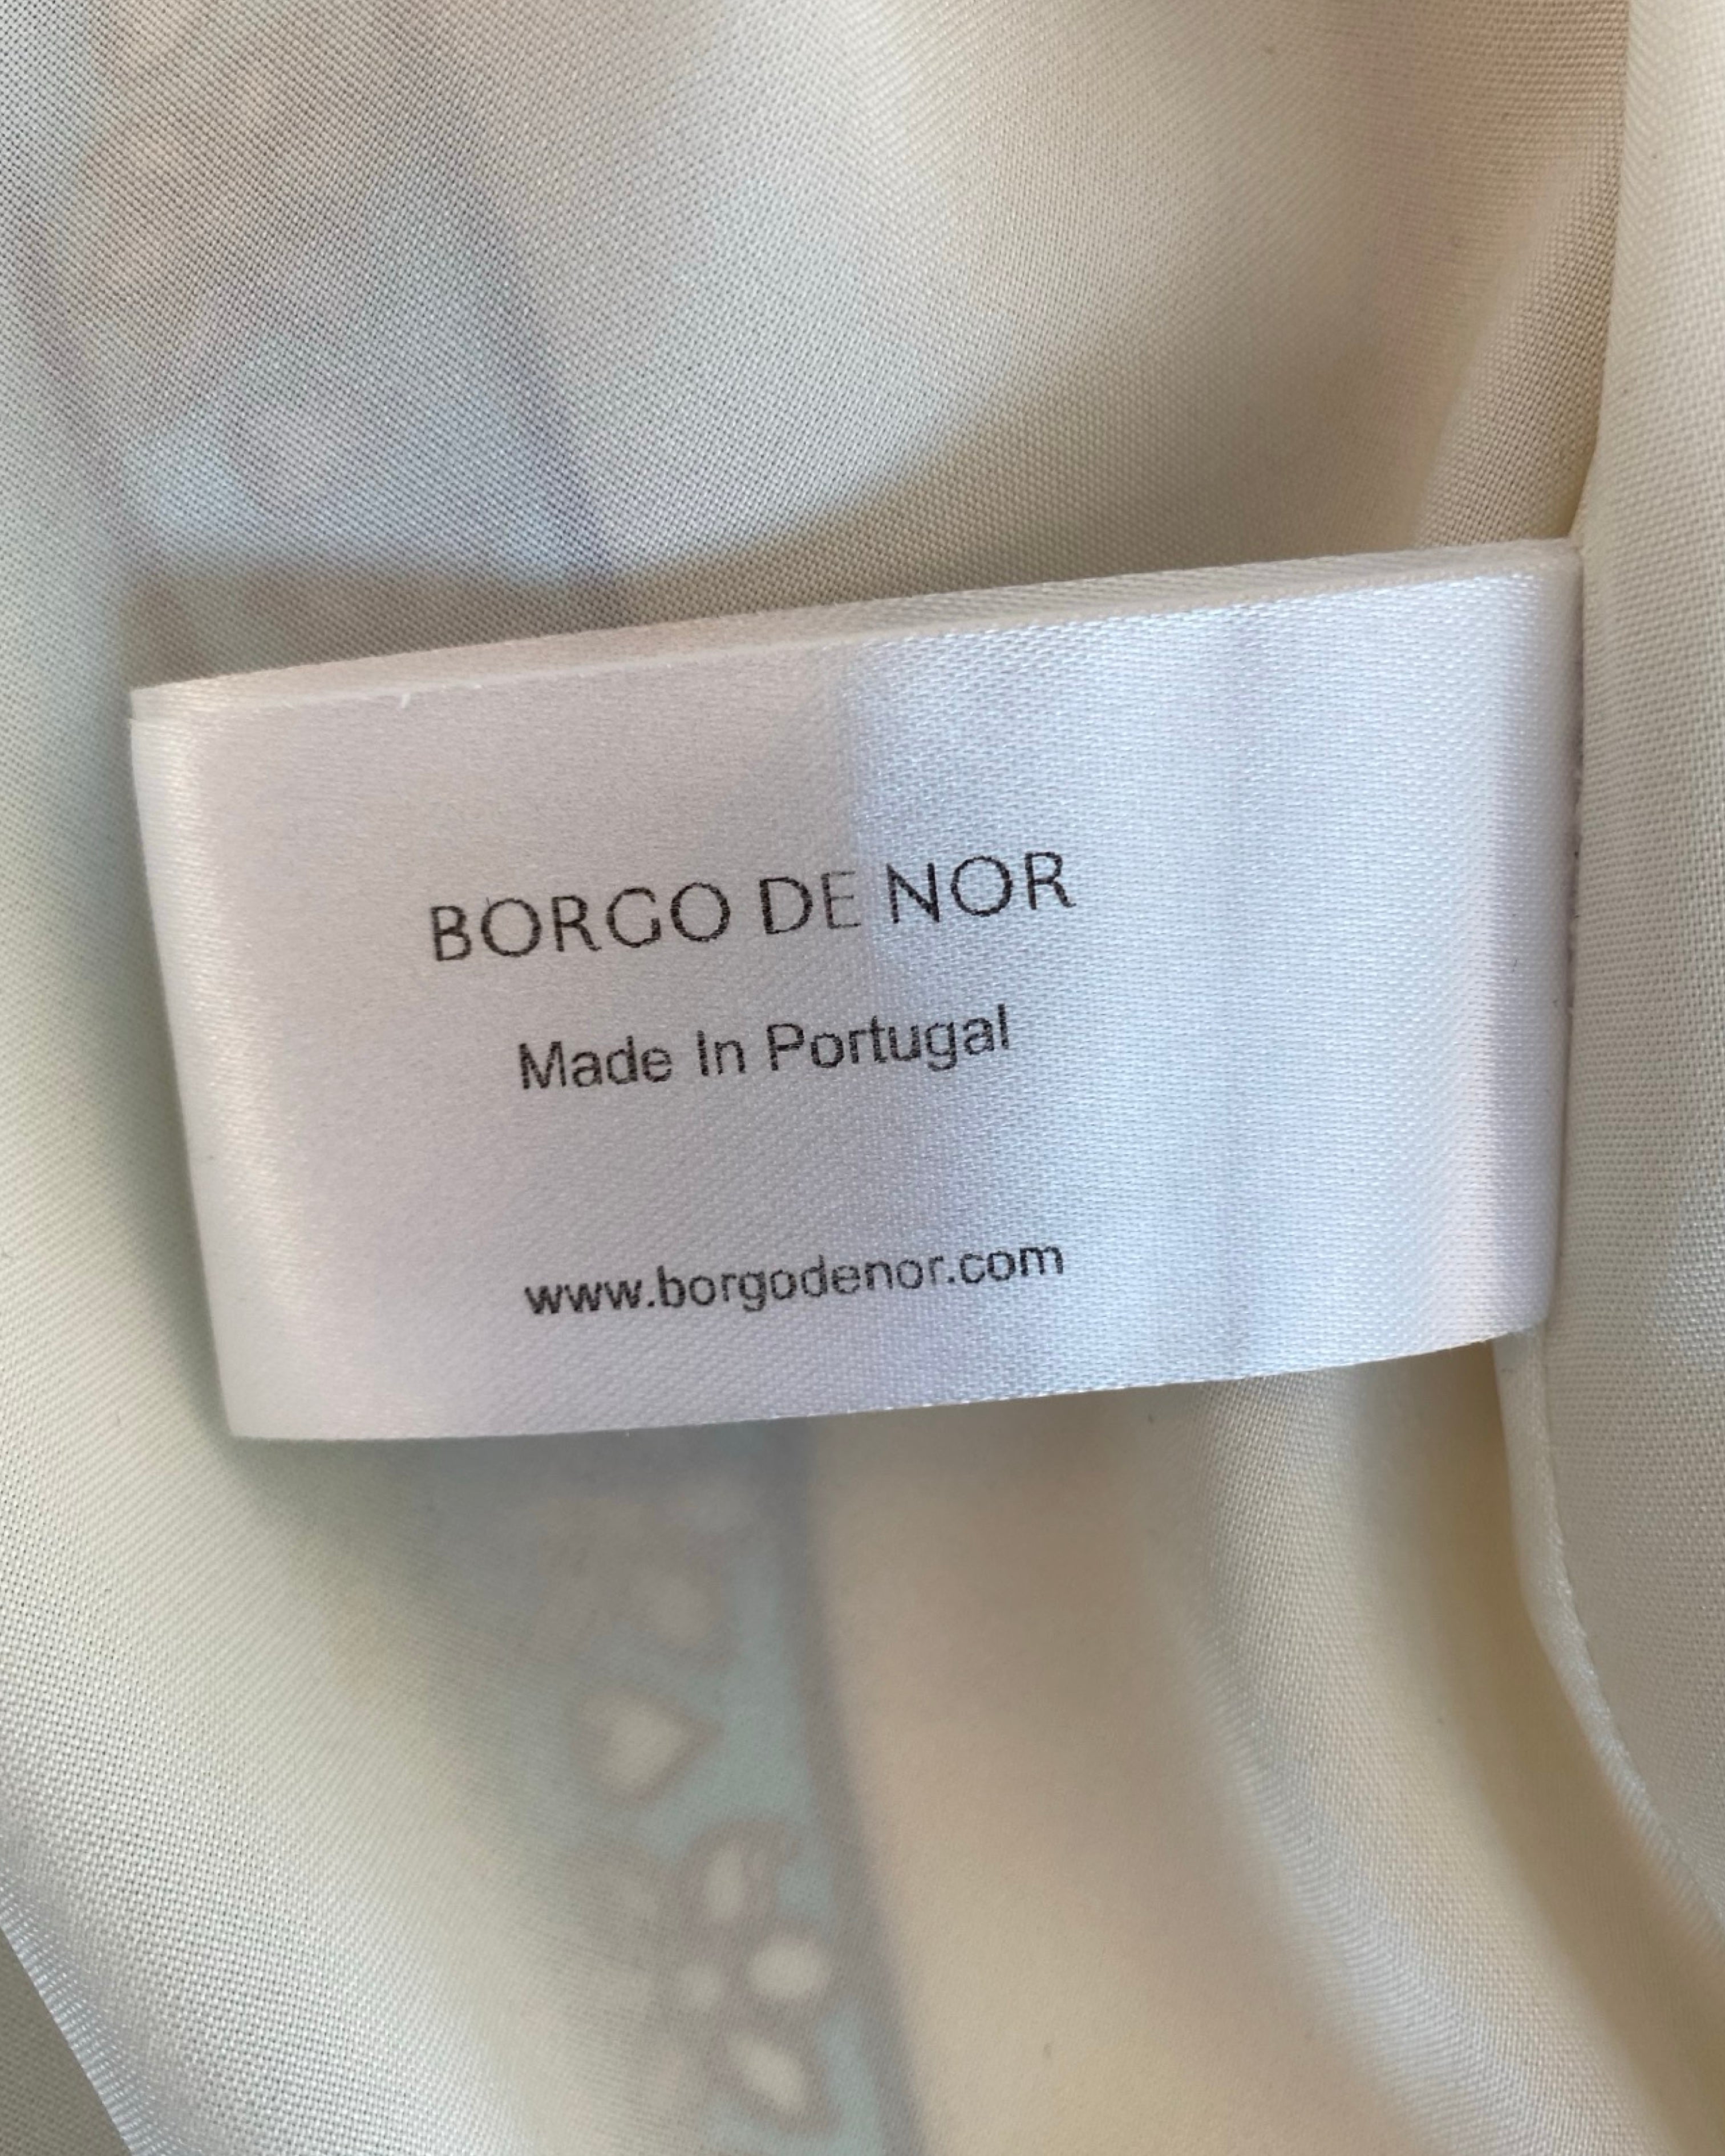 BORGO DE NOR
Made In Portugal
www.borgodenor.com